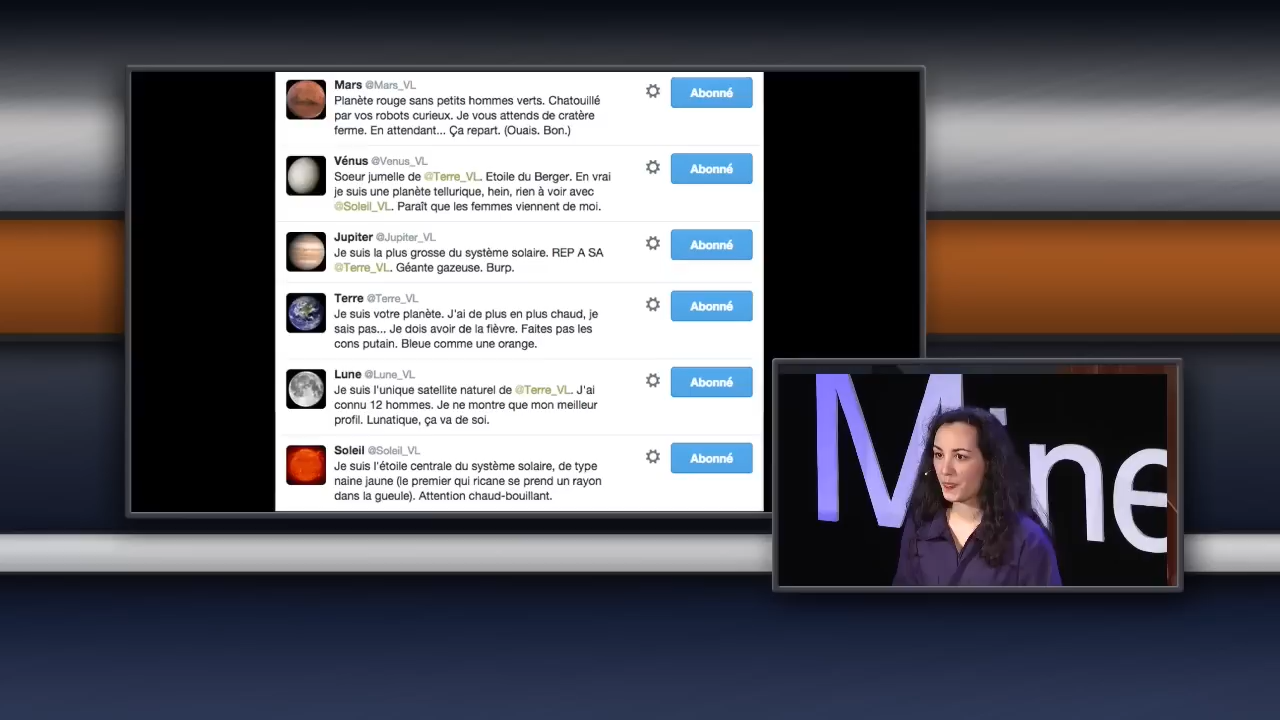 Mars @Mars_VL
Planète rouge sans petits hommes verts. Chatouillé
par vos robots curieux. Je vous attends de cratère
ferme. En attendant... Ça repart. (Ouais. Bon.)
Abonné
Vénus @Venus_VL
Soeur jumelle de @Terre_VL. Etoile du Berger. En vrai
je suis une planète tellurique, hein, rien à voir avec
@Soleil_VL. Paraît que les femmes viennent de moi.
Abonné
Jupiter @Jupiter_VL
Je suis la plus grosse du système solaire. REP A SA
@Terre_VL. Géante gazeuse. Burp.
Abonné
Terre @Terre_VL
Je suis votre planète. J'ai de plus en plus chaud, je
sais pas... Je dois avoir de la fièvre. Faites pas les
cons putain. Bleue comme une orange.
Abonné
Lune @Lune_VL
Je suis l'unique satellite naturel de @Terre_VL. J'ai
connu 12 hommes. Je ne montre que mon meilleur
profil. Lunatique, ça va de soi.
Abonné
Soleil @Soleil_VL
Je suis l'étoile centrale du système solaire, de type
naine jaune (le premier qui ricane se prend un rayon
dans la gueule). Attention chaud-bouillant.
Abonné
Mine